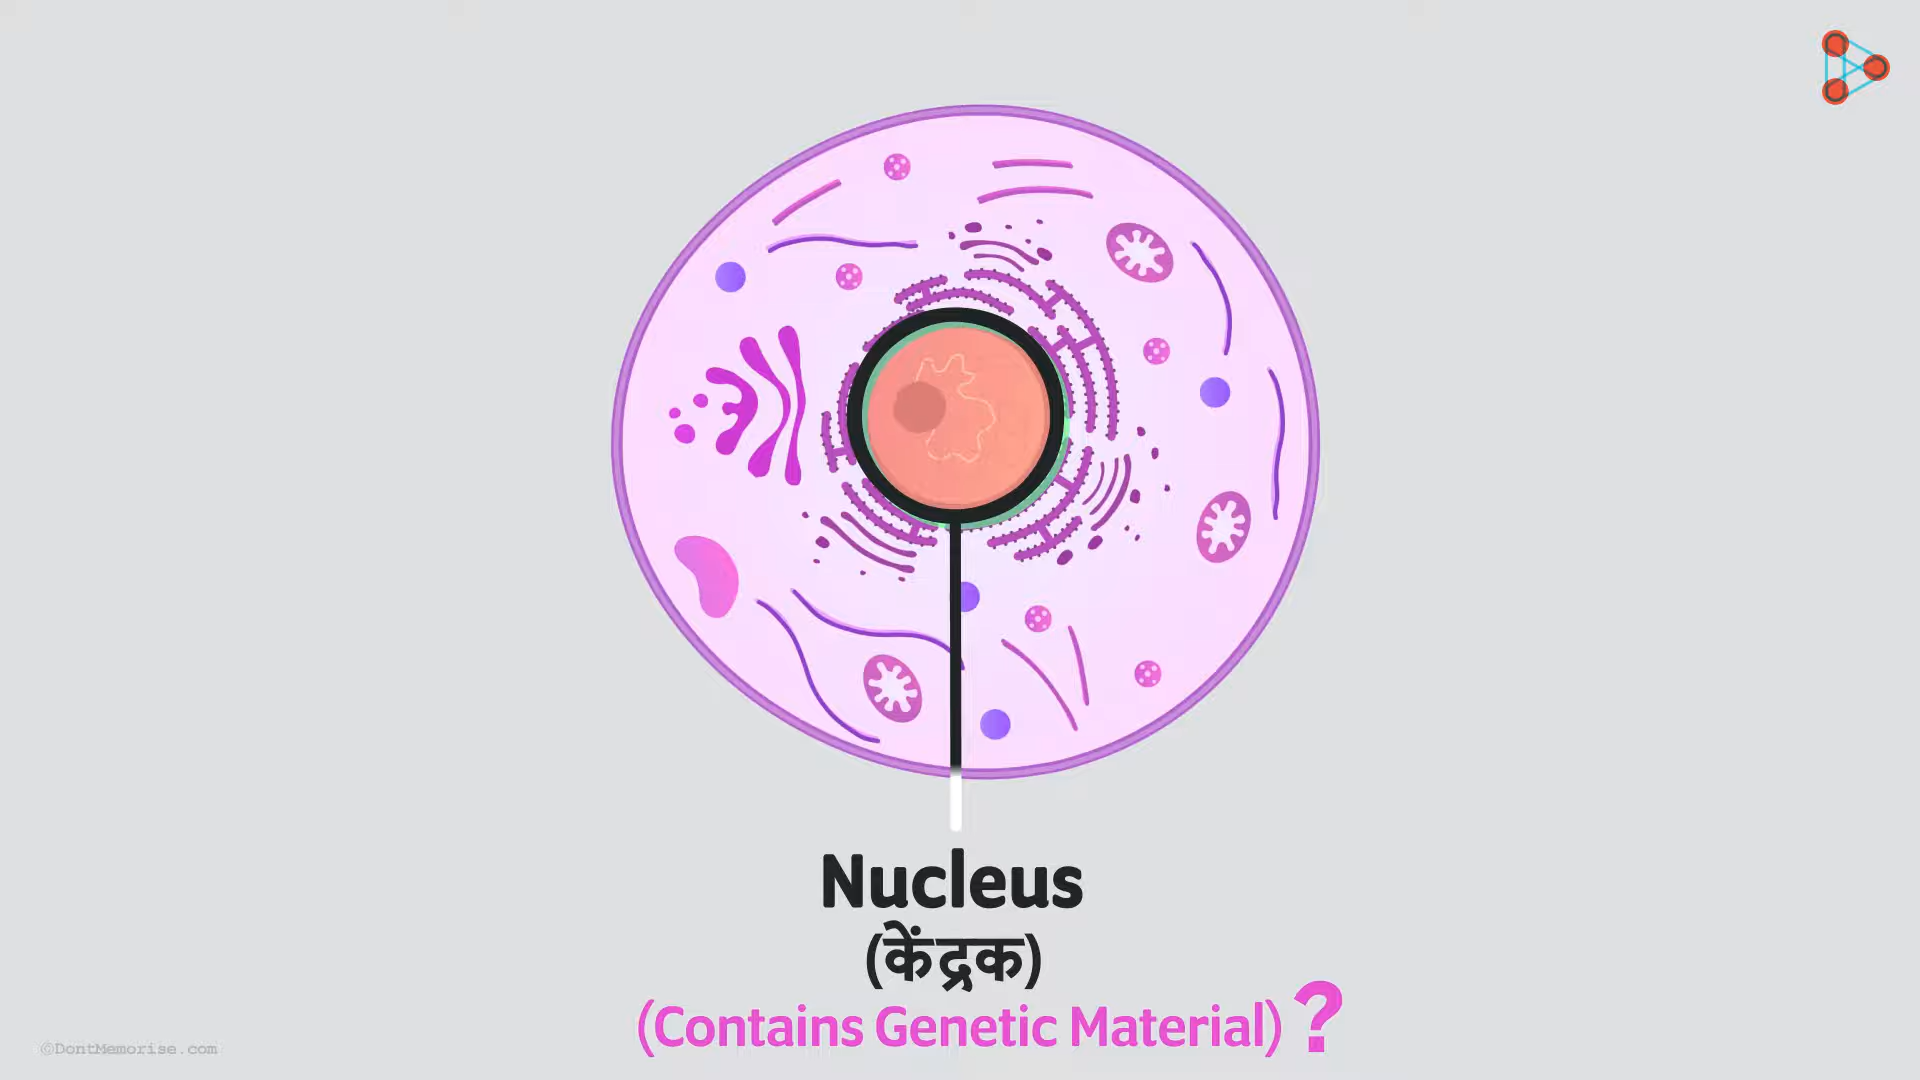 Nucleus
(केंद्रक)
(Contains Genetic Material)?
©DontMemorise.com